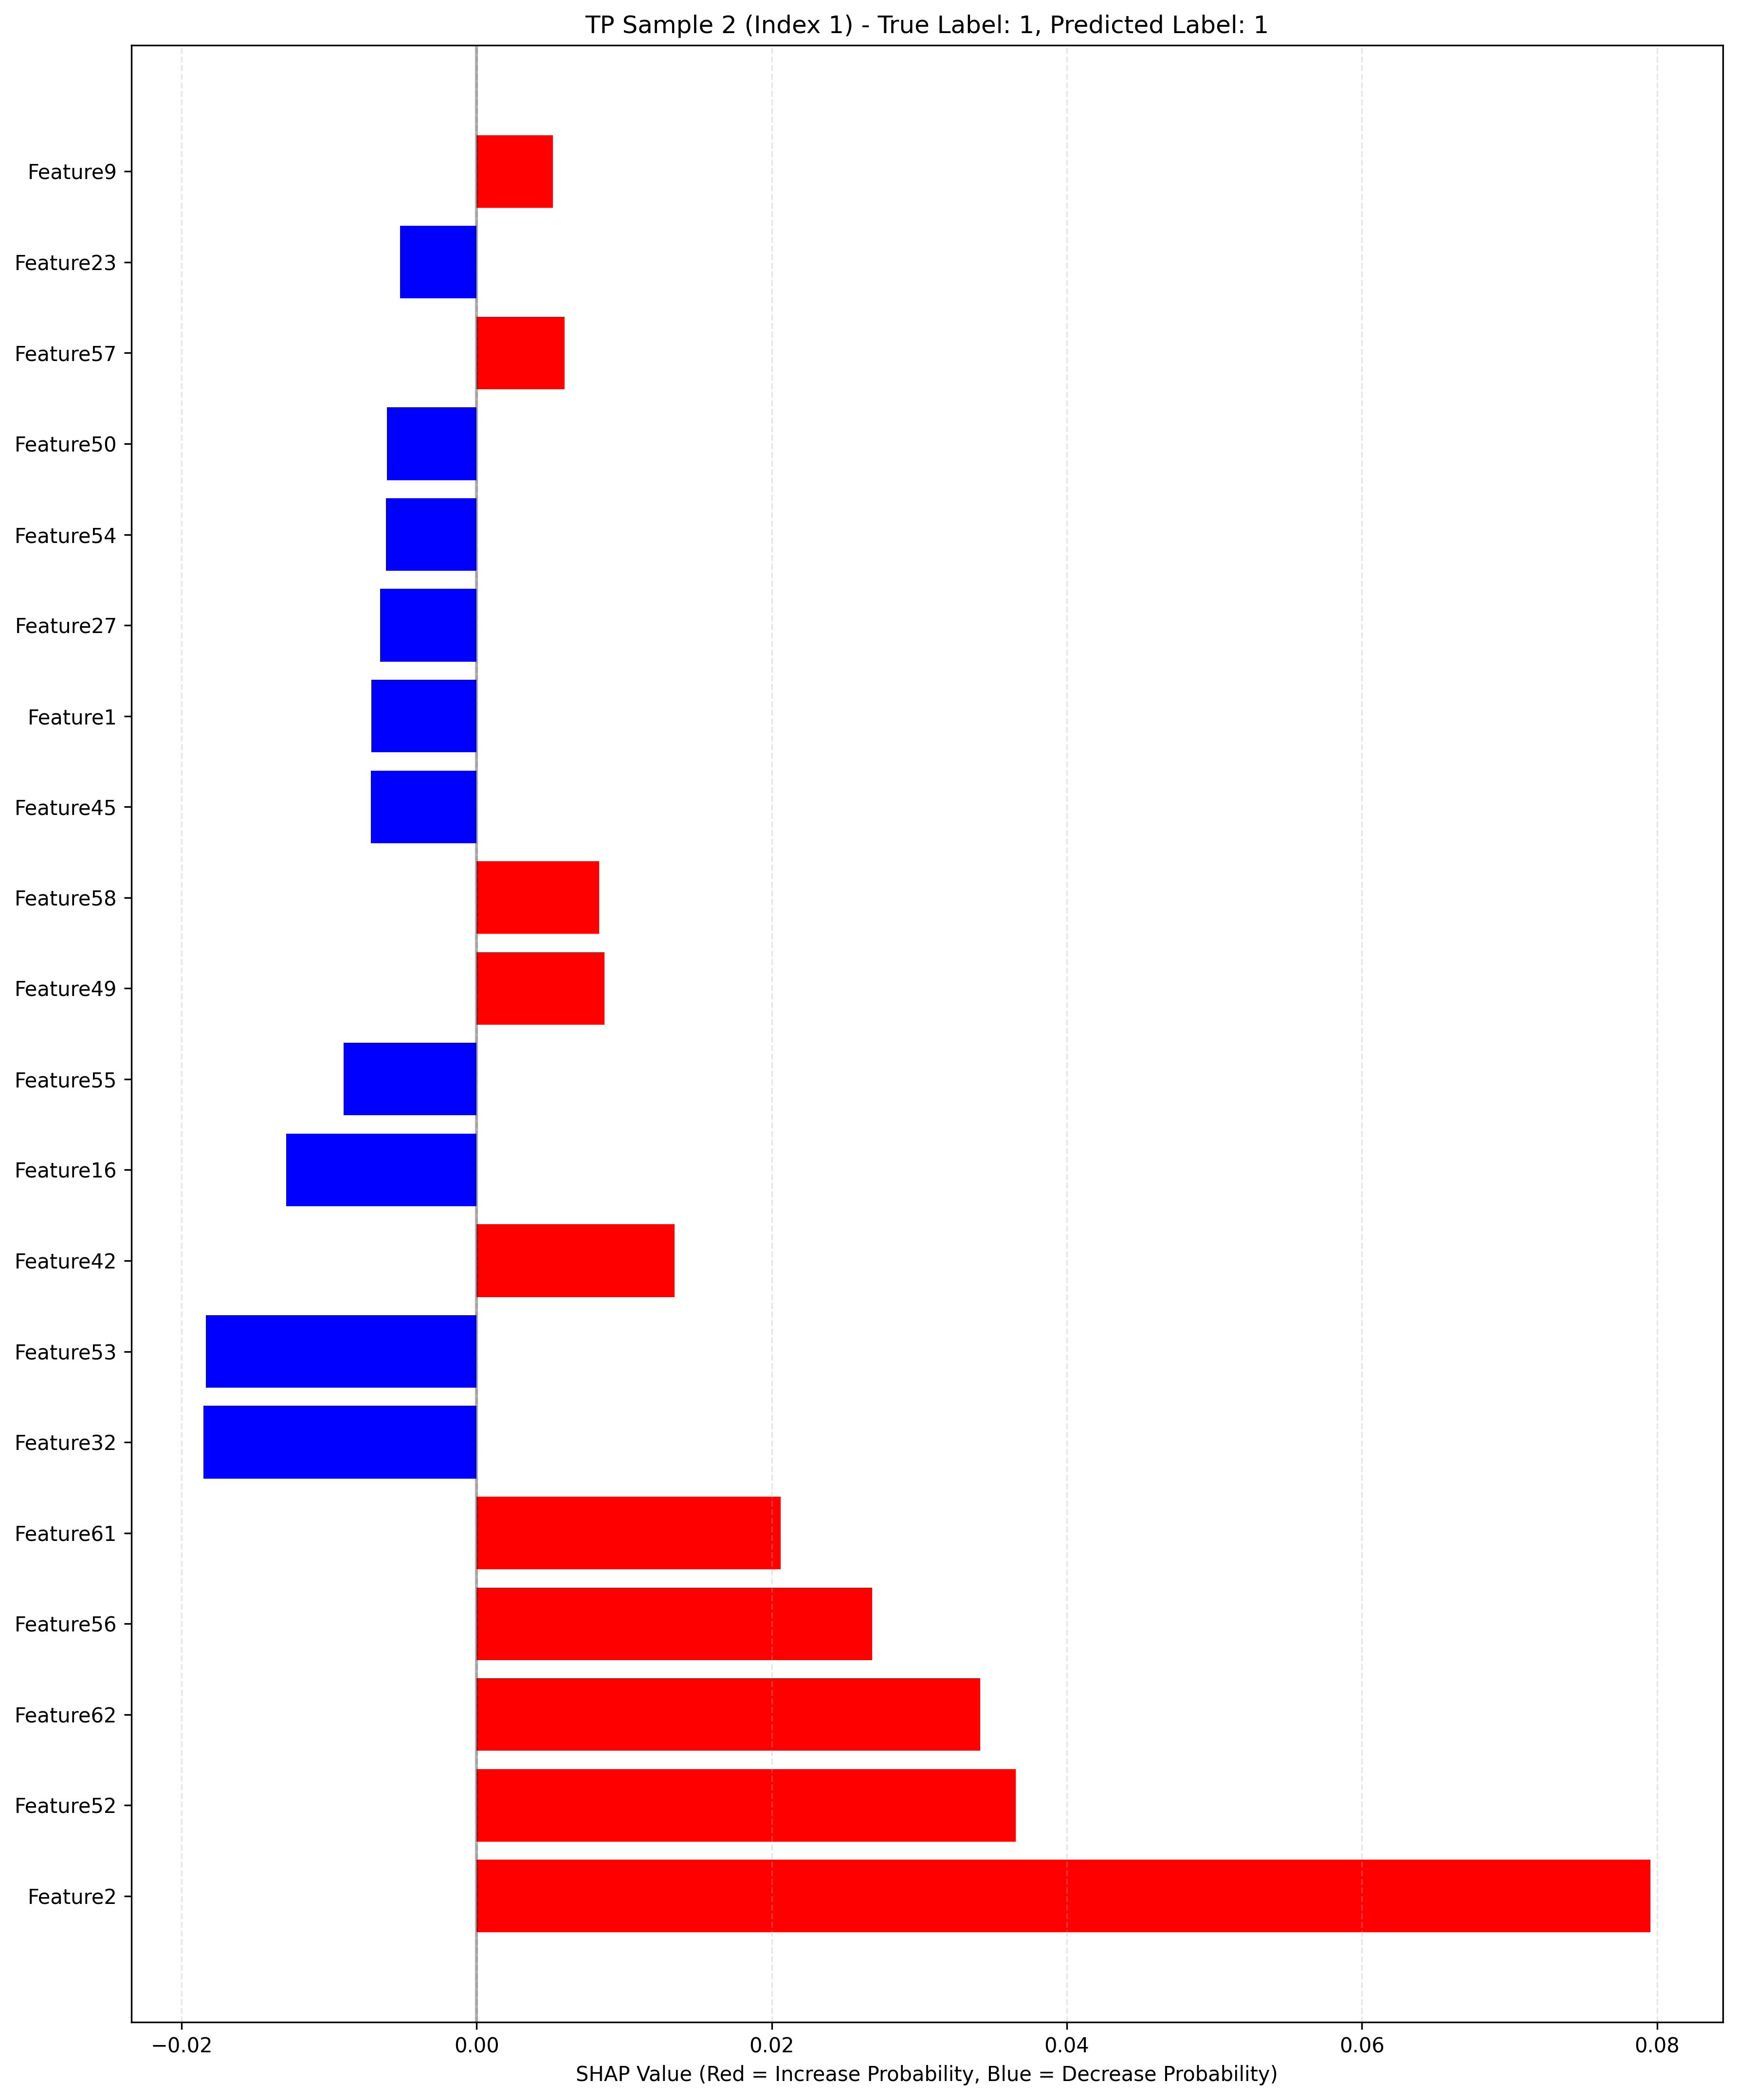 TP Sample 2 (Index 1) - True Label: 1, Predicted Label: 1
Feature9
Feature23
Feature57
Feature50
Feature54
Feature27
Feature1
Feature45
Feature58
Feature49
Feature55
Feature16
Feature42
Feature53
Feature32
Feature61
Feature56
Feature62
Feature52
Feature2
−0.02 0.00 0.02 0.04 0.06 0.08
SHAP Value (Red = Increase Probability, Blue = Decrease Probability)